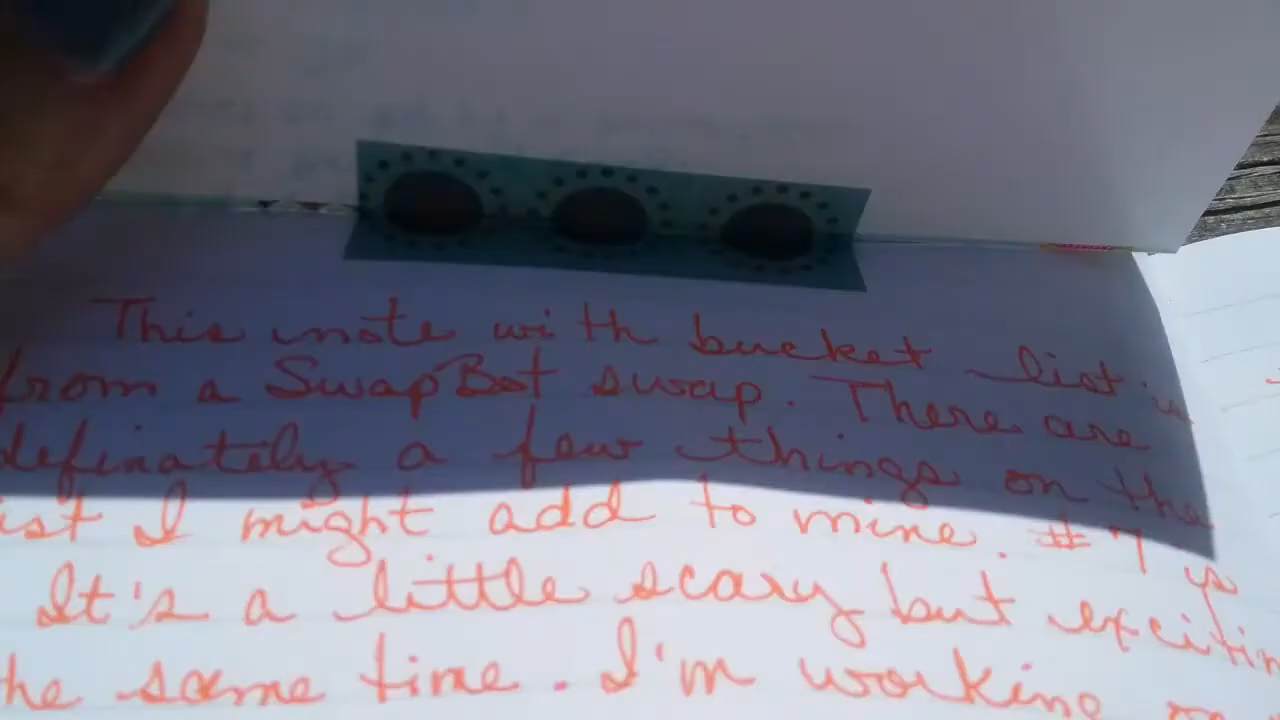 This note with bucket list is
from a SwapBot swap. There are
definately a few things on the
list I might add to mine. #7 is
It's a little scary but exciting
the same time. I'm working on